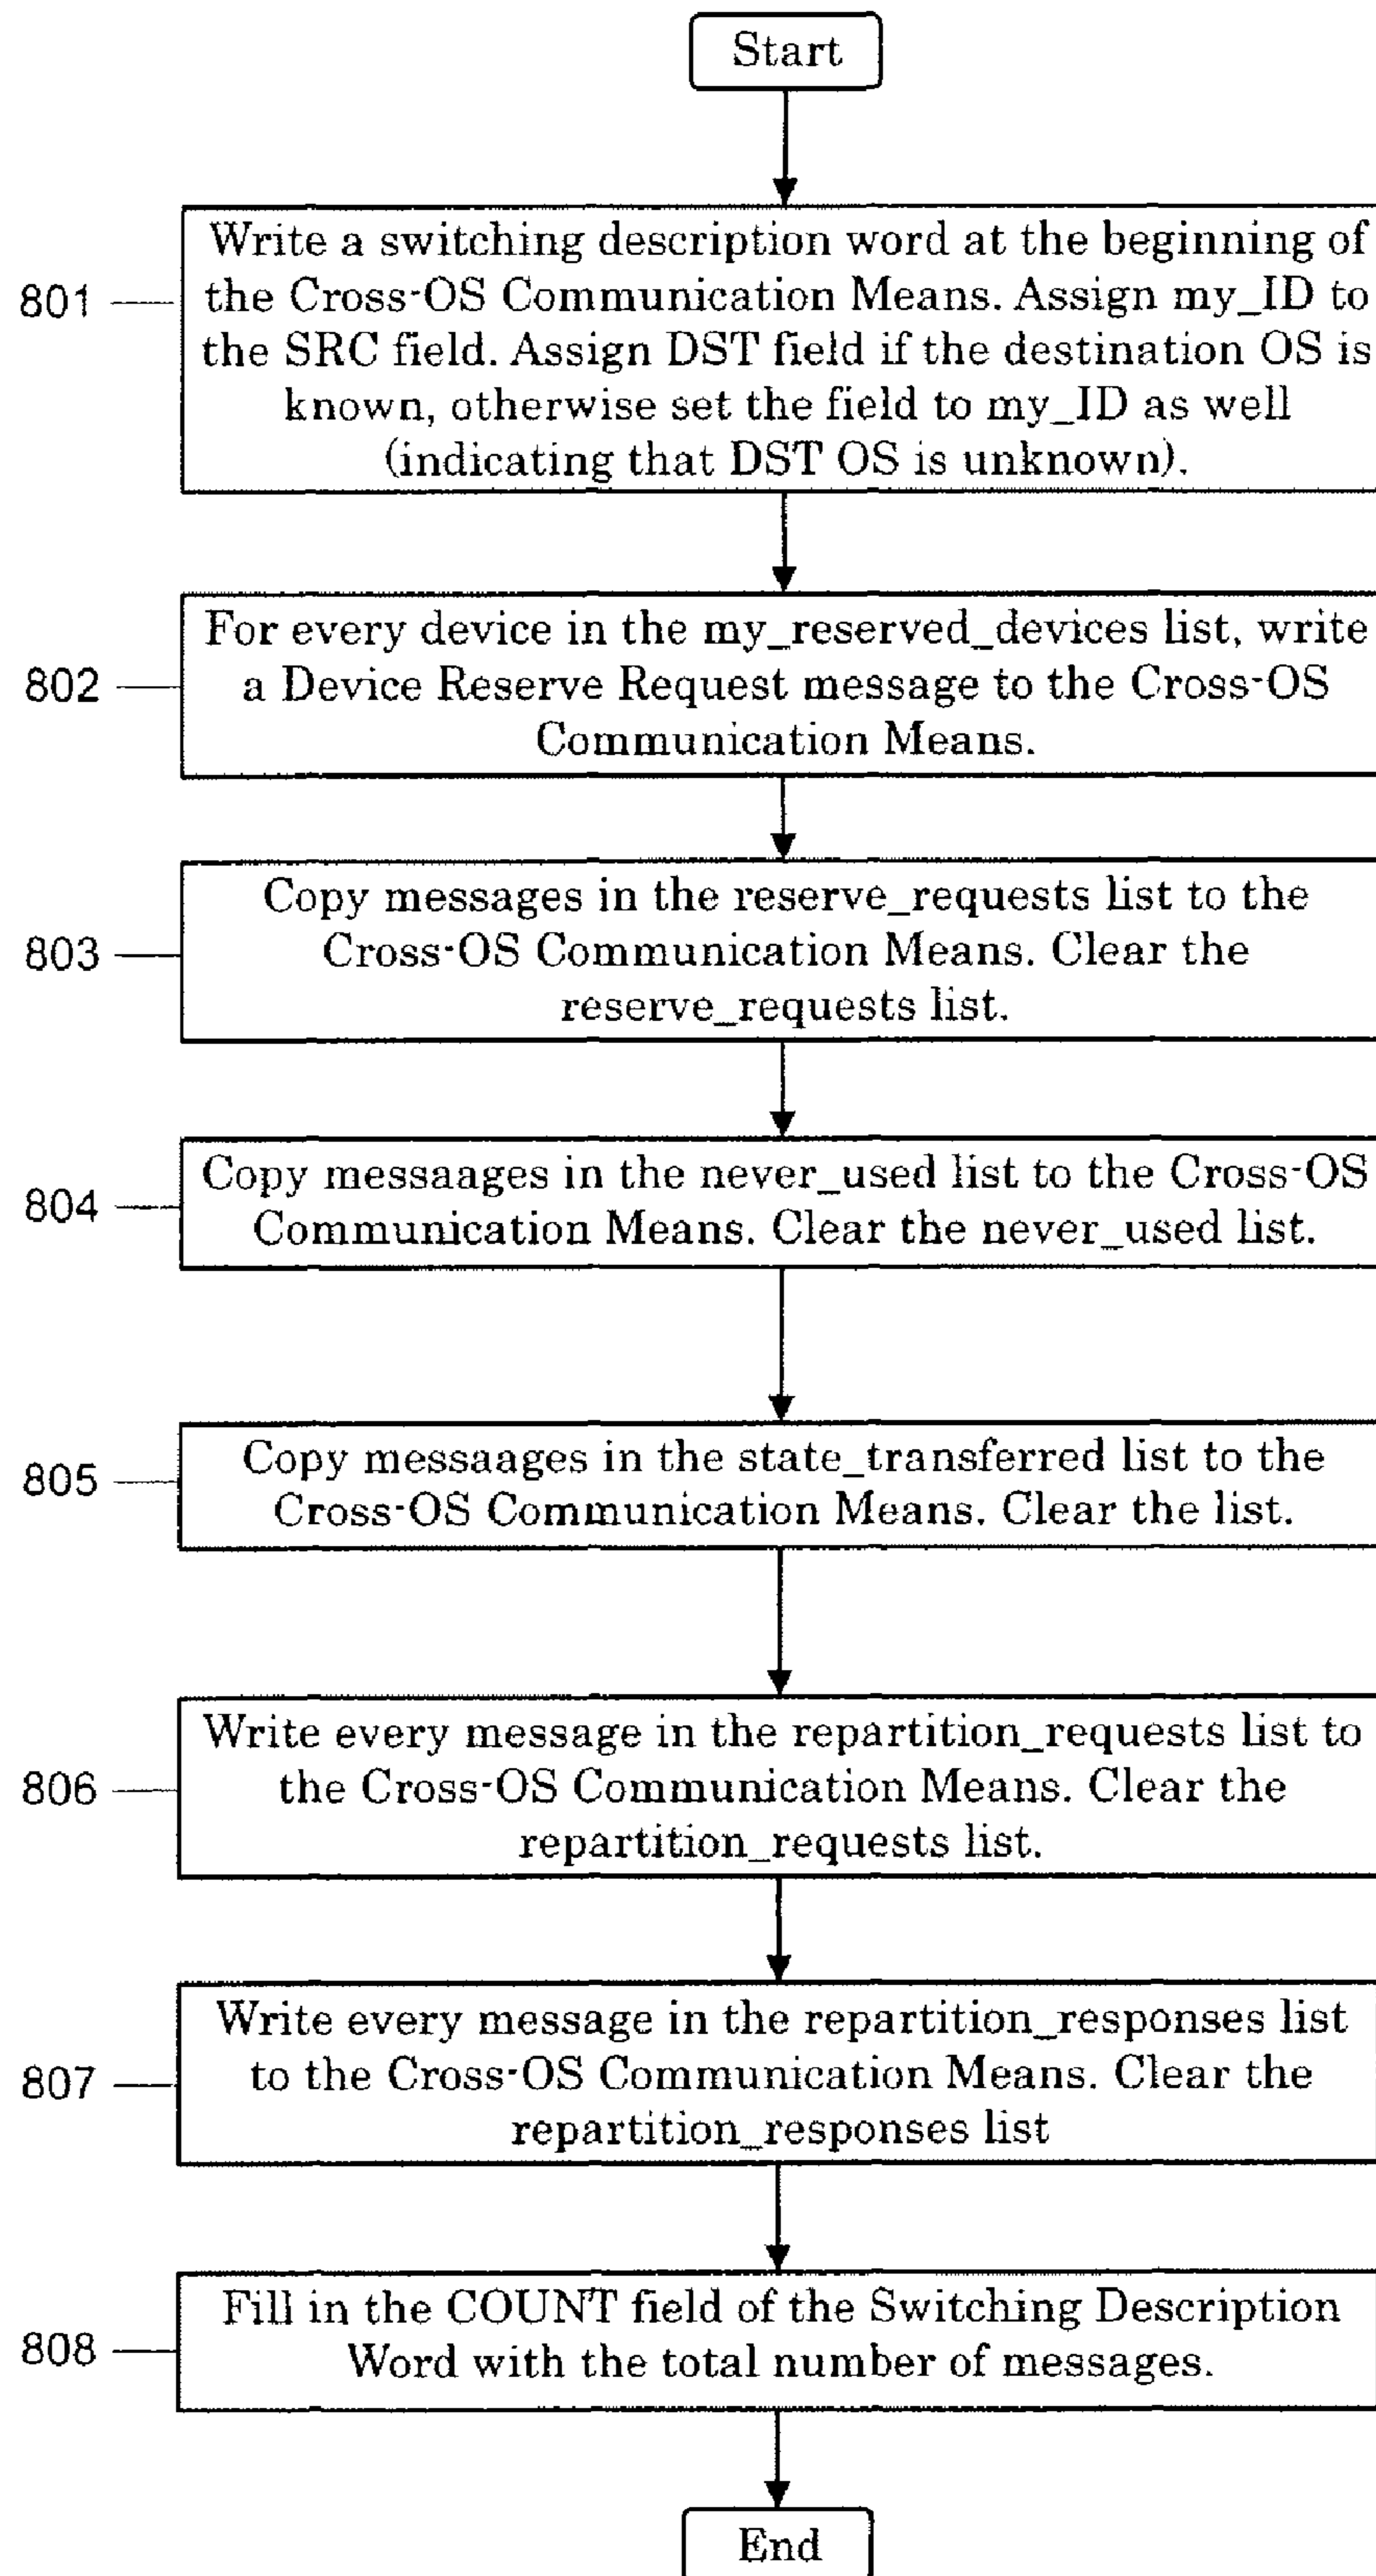 Start
801
Write a switching description word at the beginning of
the Cross-OS Communication Means. Assign my_ID to
the SRC field. Assign DST field if the destination OS is
known, otherwise set the field to my_ID as well
(indicating that DST OS is unknown).
802
For every device in the my_reserved_devices list, write
a Device Reserve Request message to the Cross-OS
Communication Means.
803
Copy messages in the reserve_requests list to the
Cross-OS Communication Means. Clear the
reserve_requests list.
804
Copy messaages in the never_used list to the Cross-OS
Communication Means. Clear the never_used list.
805
Copy messaages in the state_transferred list to the
Cross-OS Communication Means. Clear the list.
806
Write every message in the repartition_requests list to
the Cross-OS Communication Means. Clear the
repartition_requests list.
807
Write every message in the repartition_responses list
to the Cross-OS Communication Means. Clear the
repartition_responses list
808
Fill in the COUNT field of the Switching Description
Word with the total number of messages.
End